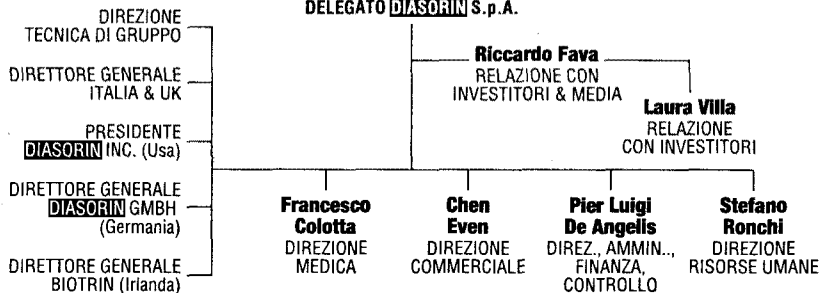 DELEGATO DIASORIN S.p.A.
DIREZIONE
TECNICA DI GRUPPO
DIRETTORE GENERALE
ITALIA & UK
PRESIDENTE
DIASORIN INC. (Usa)
DIRETTORE GENERALE
DIASORIN GMBH
(Germania)
DIRETTORE GENERALE
BIOTRIN (Irlanda)
Riccardo Fava
RELAZIONE CON
INVESTITORI & MEDIA
Laura Villa
RELAZIONE
CON INVESTITORI
Francesco
Colotta
DIREZIONE
MEDICA
Chen
Even
DIREZIONE
COMMERCIALE
Pier Luigi
De Angelis
DIREZ., AMMIN..,
FINANZA,
CONTROLLO
Stefano
Ronchi
DIREZIONE
RISORSE UMANE